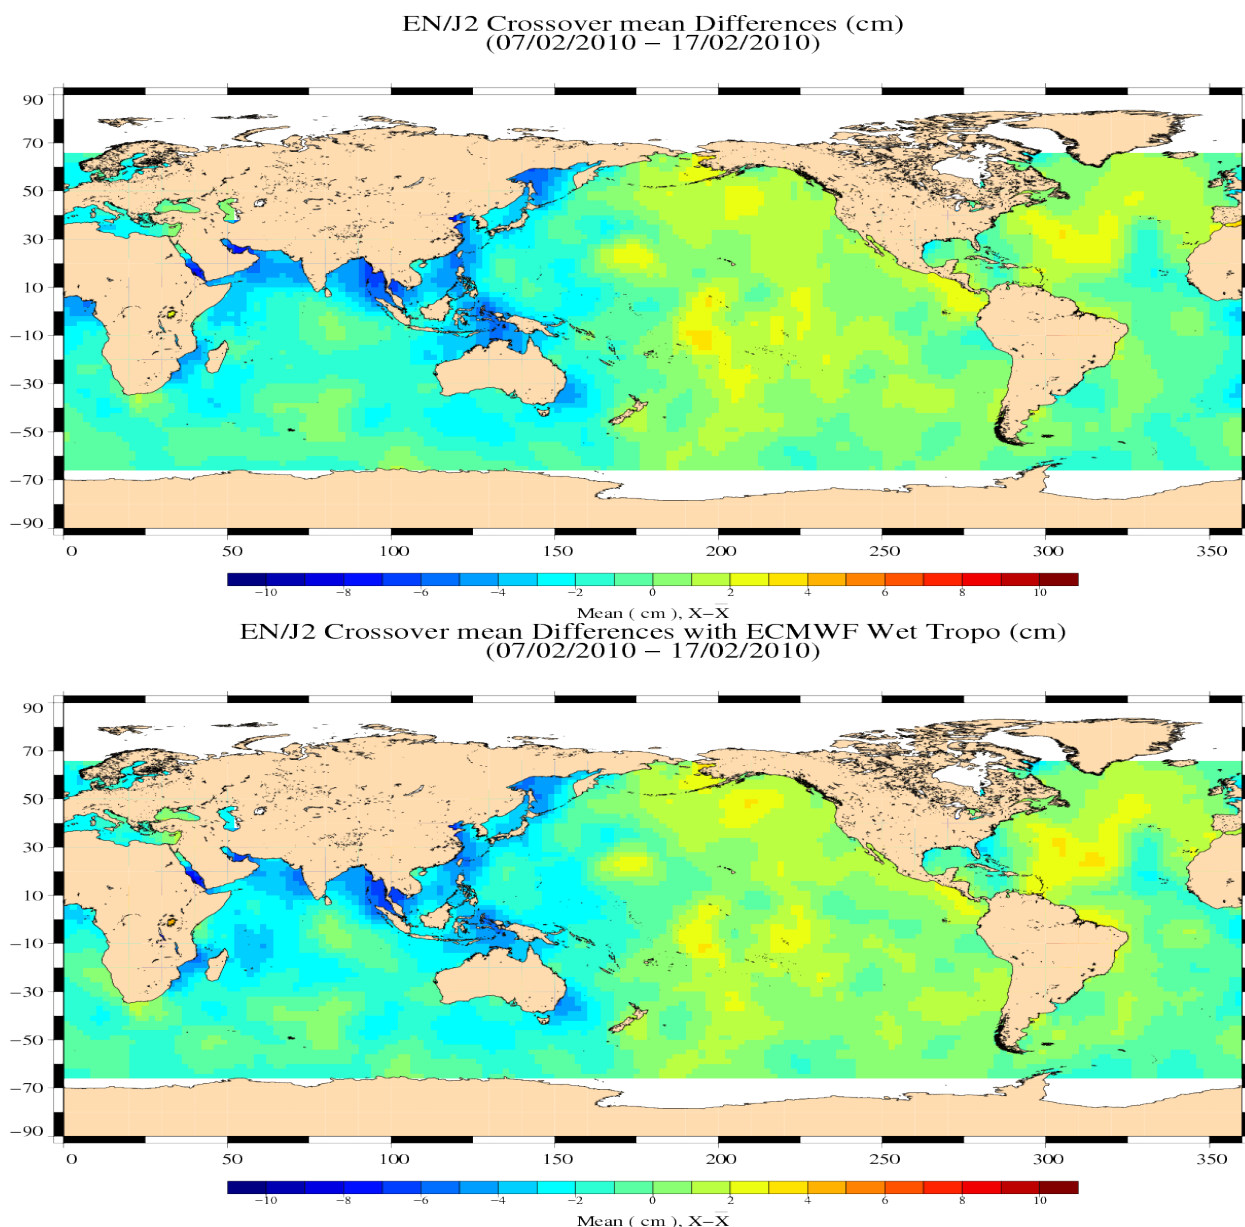 EN/J2 Crossover mean Differences (cm)
(07/02/2010 − 17/02/2010)
90
70
50
30
10
−10
−30
−50
−70
−90
0 50 100 150 200 250 300 350
−10 −8 −6 −4 −2 0 2 4 6 8 10
Mean ( cm ), X−X̅
EN/J2 Crossover mean Differences with ECMWF Wet Tropo (cm)
(07/02/2010 − 17/02/2010)
90
70
50
30
10
−10
−30
−50
−70
−90
0 50 100 150 200 250 300 350
−10 −8 −6 −4 −2 0 2 4 6 8 10
Mean ( cm ), X−X̅